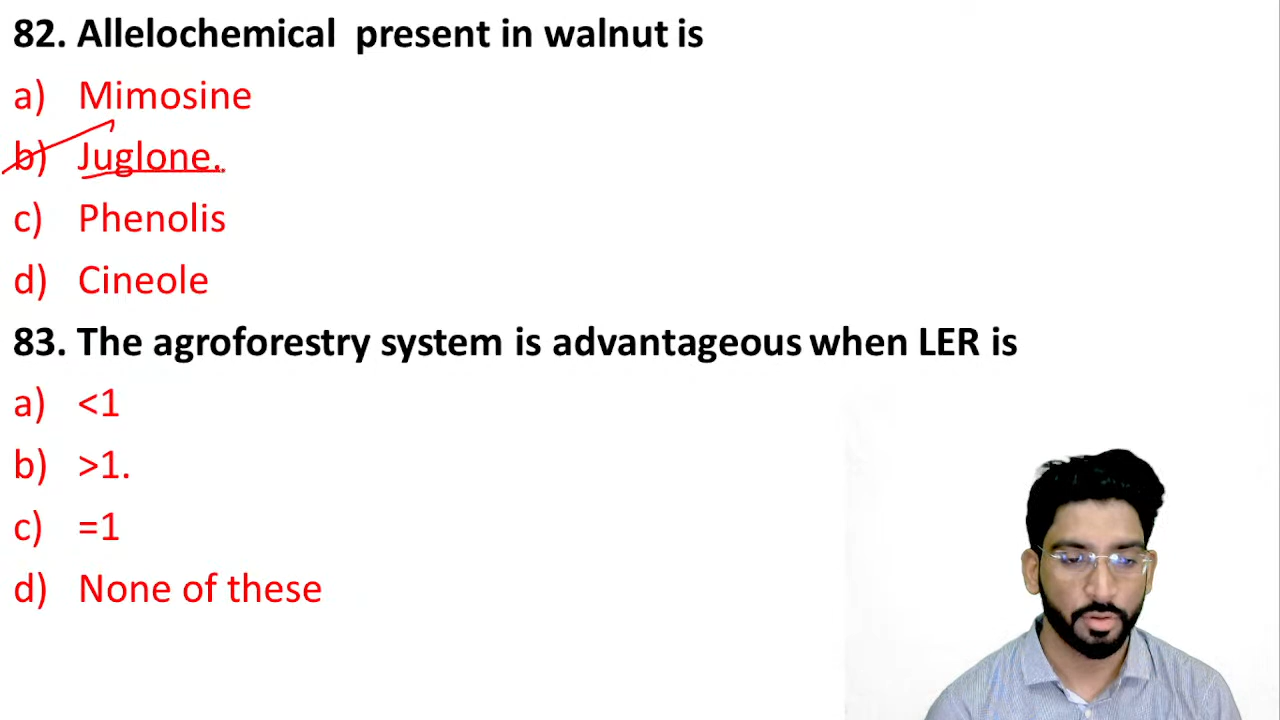 82. Allelochemical present in walnut is
a) Mimosine
b) Juglone.
c) Phenolis
d) Cineole
83. The agroforestry system is advantageous when LER is
a) <1
b) >1.
c) =1
d) None of these